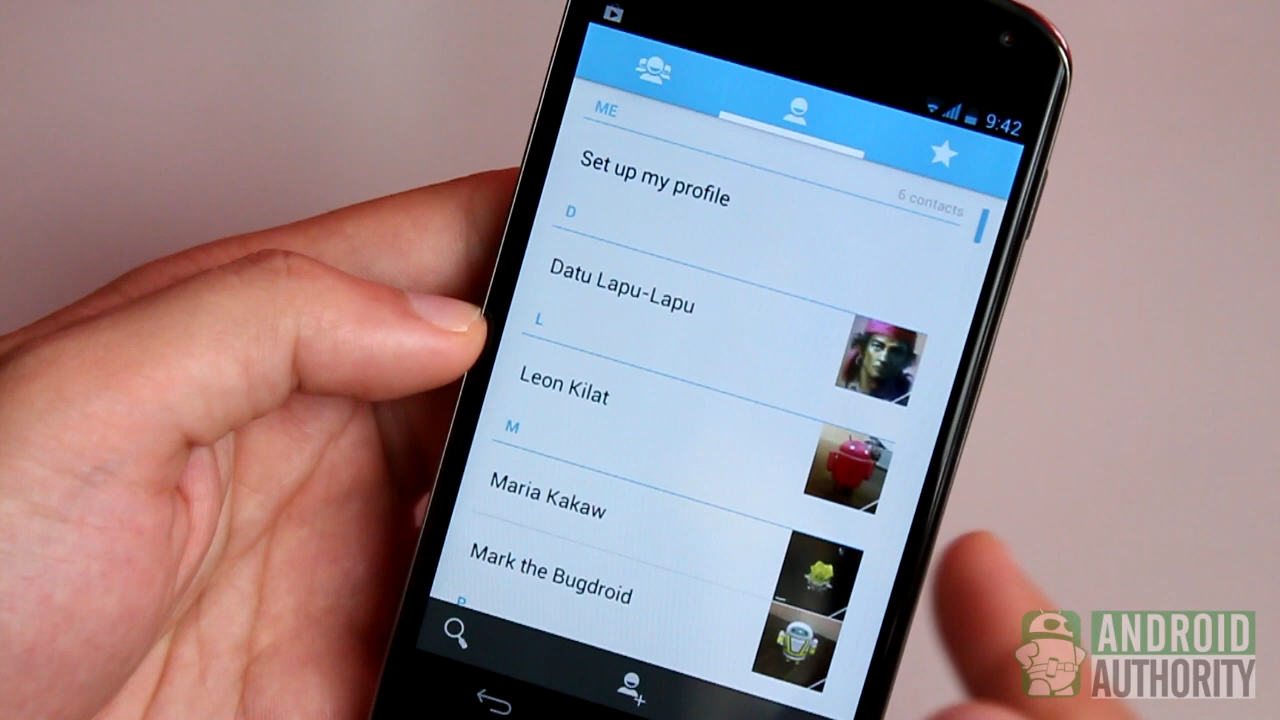 9:42
ME
Set up my profile
6 contacts
D
Datu Lapu-Lapu
L
Leon Kilat
M
Maria Kakaw
Mark the Bugdroid
ANDROID
AUTHORITY